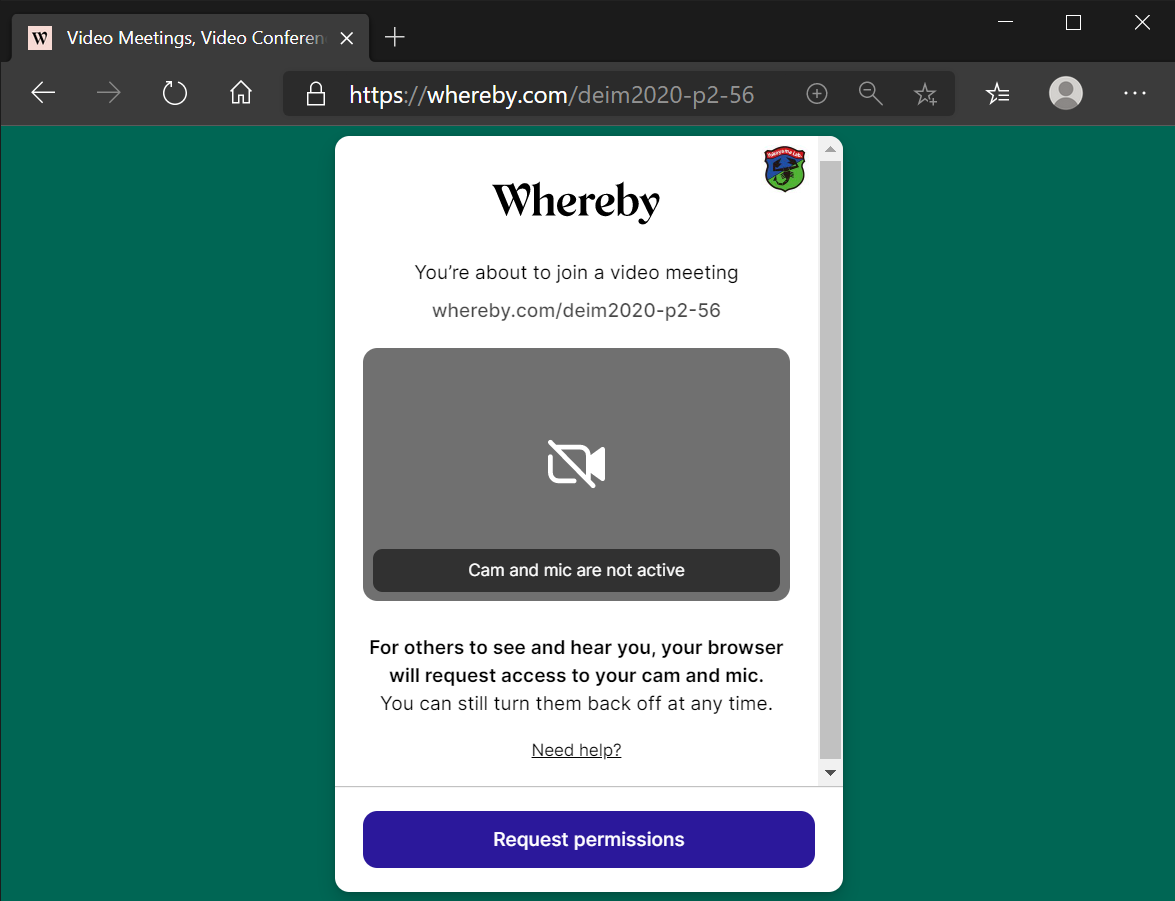 W
Video Meetings, Video Conferen
https://whereby.com/deim2020-p2-56
Whereby
You’re about to join a video meeting
whereby.com/deim2020-p2-56
Cam and mic are not active
For others to see and hear you, your browser
will request access to your cam and mic.
You can still turn them back off at any time.
Need help?
Request permissions